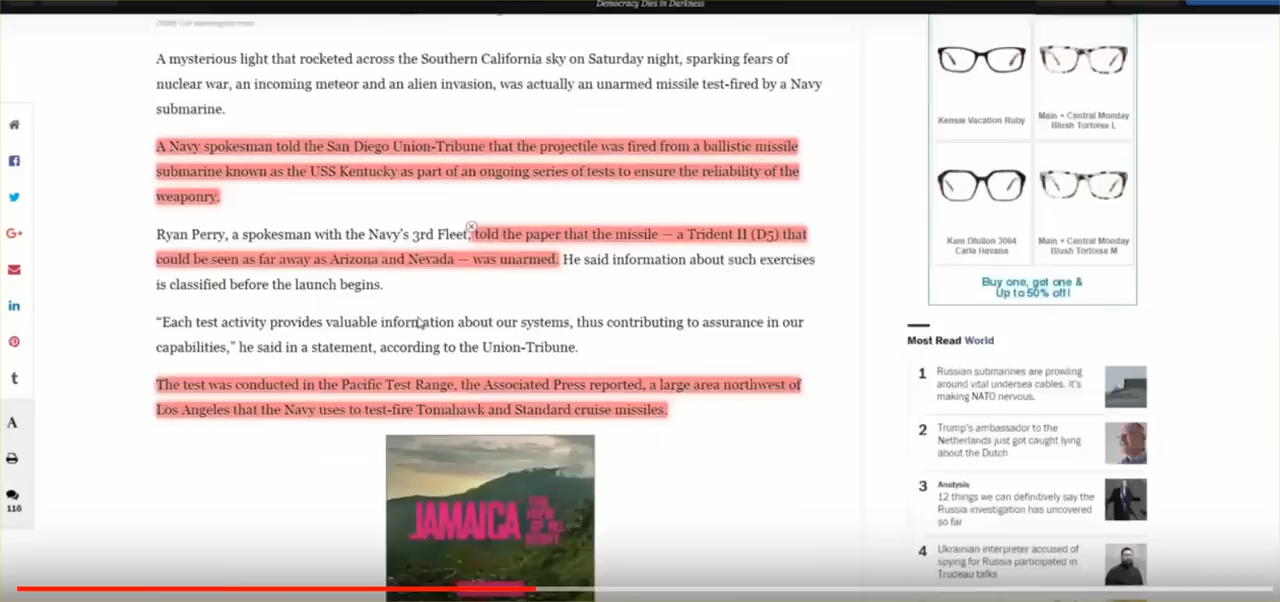 Democracy Dies in Darkness
A mysterious light that rocketed across the Southern California sky on Saturday night, sparking fears of
nuclear war, an incoming meteor and an alien invasion, was actually an unarmed missile test-fired by a Navy
submarine.
A Navy spokesman told the San Diego Union-Tribune that the projectile was fired from a ballistic missile
submarine known as the USS Kentucky as part of an ongoing series of tests to ensure the reliability of the
weaponry.
Ryan Perry, a spokesman with the Navy's 3rd Fleet, told the paper that the missile — a Trident II (D5) that
could be seen as far away as Arizona and Nevada — was unarmed. He said information about such exercises
is classified before the launch begins.
“Each test activity provides valuable information about our systems, thus contributing to assurance in our
capabilities,” he said in a statement, according to the Union-Tribune.
The test was conducted in the Pacific Test Range, the Associated Press reported, a large area northwest of
Los Angeles that the Navy uses to test-fire Tomahawk and Standard cruise missiles.
JAMAICA
G+
in
t
A
116
Kensie Vacation Ruby
Main + Central Monday
Blush Tortoise L
Kam Dhillon 3064
Carla Havana
Main + Central Monday
Blush Tortoise M
Buy one, get one &
Up to 50% off!
Most Read World
1 Russian submarines are prowling
around vital undersea cables. It's
making NATO nervous.
2 Trump's ambassador to the
Netherlands just got caught lying
about the Dutch
3 Analysis
12 things we can definitively say the
Russia investigation has uncovered
so far
4 Ukrainian interpreter accused of
spying for Russia participated in
Trudeau talks